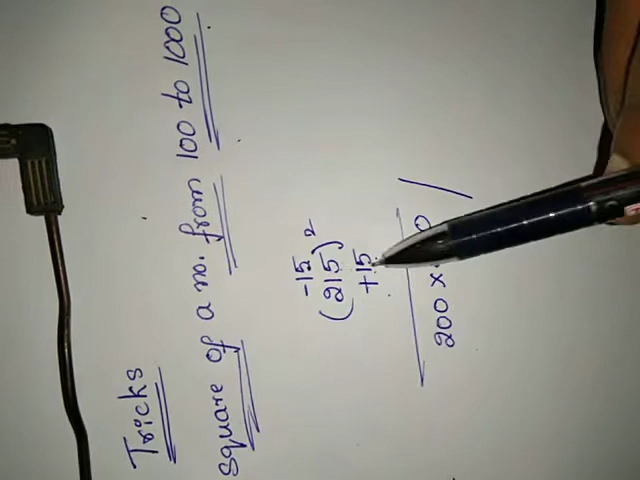 Tricks
Square of a no. from 100 to 1000
-15
(215)²
+15
200 ×